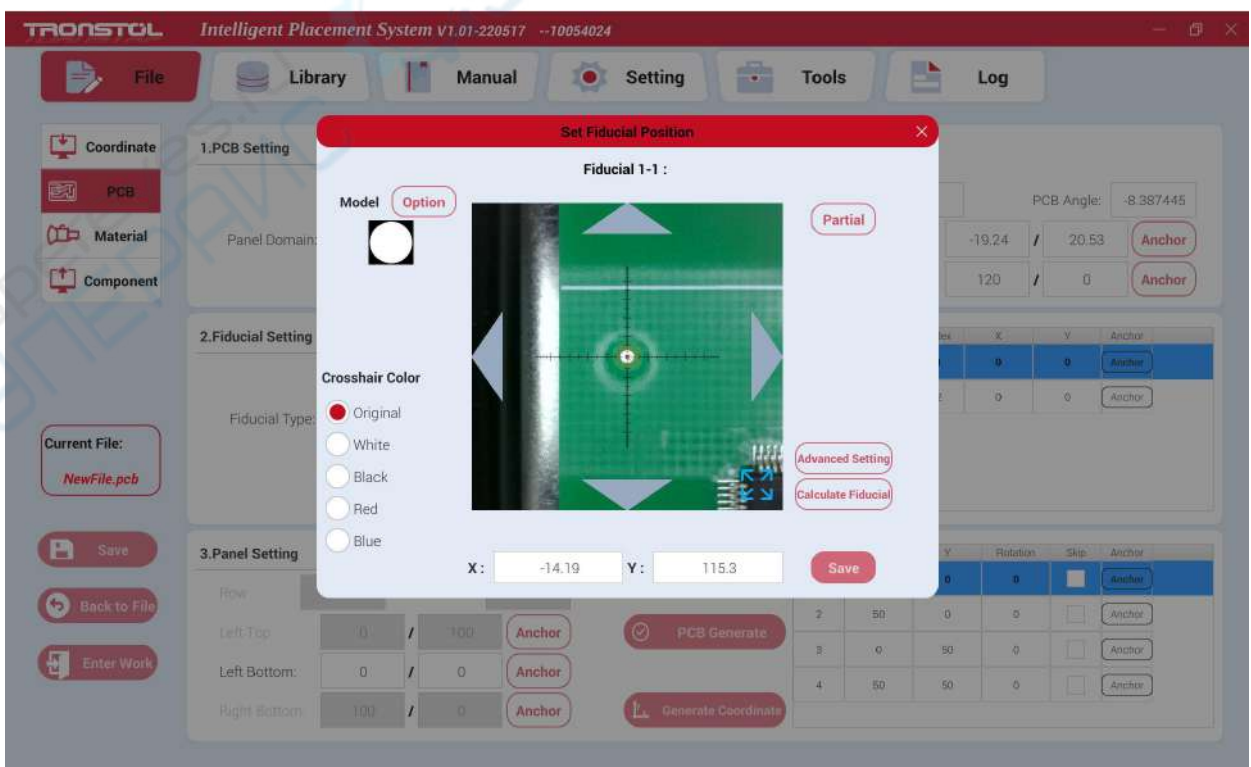 TRONSTOL Intelligent Placement System V1.01-220517 --10054024
File Library Manual Setting Tools Log
Coordinate
PCB
Material
Component
Current File:
NewFile.pcb
Save
Back to File
Enter Work
1.PCB Setting
Panel Domain:
PCB Angle: -8.387445
-19.24 / 20.53 Anchor
120 / 0 Anchor
2.Fiducial Setting
Fiducial Type:
X Y Anchor
0 0 Anchor
0 0 Anchor
Set Fiducial Position
Fiducial 1-1 :
Model Option
Partial
Crosshair Color
Original
White
Black
Red
Blue
Advanced Setting
Calculate Fiducial
X : -14.19 Y : 115.3 Save
3.Panel Setting
Row
Left Top 0 / 100 Anchor
Left Bottom: 0 / 0 Anchor
Right Bottom 100 / 0 Anchor
PCB Generate
Generate Coordinate
Y Rotation Skip Anchor
0 0 Anchor
2 50 0 0 Anchor
3 0 50 0 Anchor
4 50 50 0 Anchor